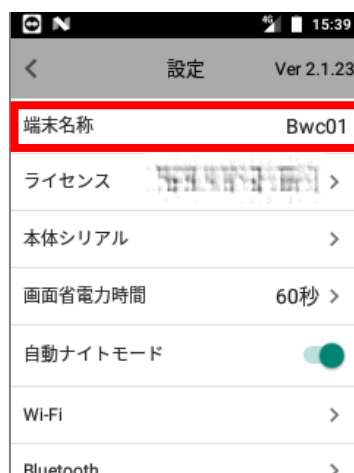 4G 15:39
< 設定 Ver 2.1.23
端末名称 Bwc01
ライセンス >
本体シリアル >
画面省電力時間 60秒 >
自動ナイトモード
Wi-Fi >
Bluetooth >